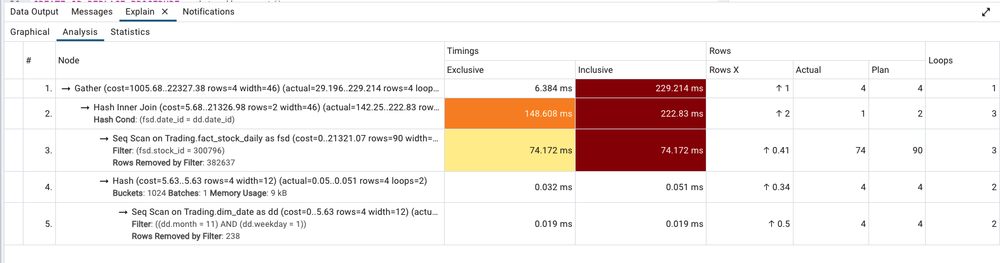 Data Output Messages Explain × Notifications
Graphical Analysis Statistics
# Node Timings Rows Loops
Exclusive Inclusive Rows X Actual Plan
1. → Gather (cost=1005.68..22327.38 rows=4 width=46) (actual=29.196..229.214 rows=4 loop... 6.384 ms 229.214 ms ↑ 1 4 4 1
2. → Hash Inner Join (cost=5.68..21326.98 rows=2 width=46) (actual=142.25..222.83 row... 148.608 ms 222.83 ms ↑ 2 1 2 3
Hash Cond: (fsd.date_id = dd.date_id)
3. → Seq Scan on Trading.fact_stock_daily as fsd (cost=0..21321.07 rows=90 width=... 74.172 ms 74.172 ms ↑ 0.41 74 90 3
Filter: (fsd.stock_id = 300796)
Rows Removed by Filter: 382637
4. → Hash (cost=5.63..5.63 rows=4 width=12) (actual=0.05..0.051 rows=4 loops=2) 0.032 ms 0.051 ms ↑ 0.34 4 4 2
Buckets: 1024 Batches: 1 Memory Usage: 9 kB
5. → Seq Scan on Trading.dim_date as dd (cost=0..5.63 rows=4 width=12) (actu... 0.019 ms 0.019 ms ↑ 0.5 4 4 2
Filter: ((dd.month = 11) AND (dd.weekday = 1))
Rows Removed by Filter: 238